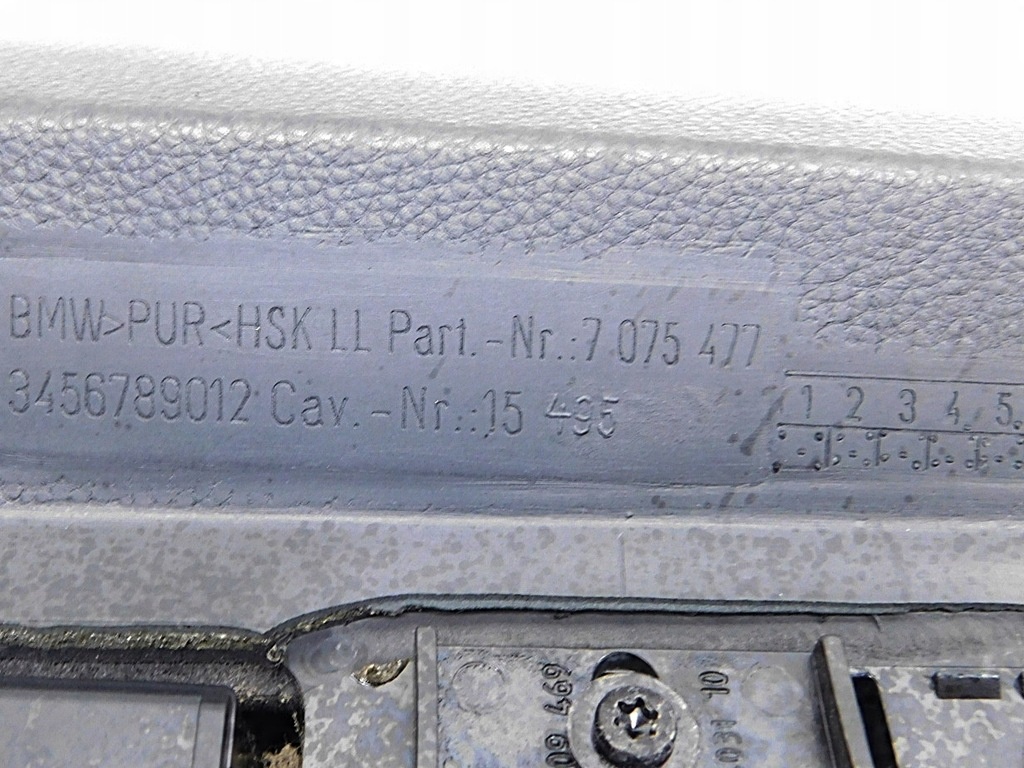 BMW>PUR<HSK LL Part.-Nr.:7 075 477
3456789012 Cav.-Nr.:15 495
1 2 3 4 5